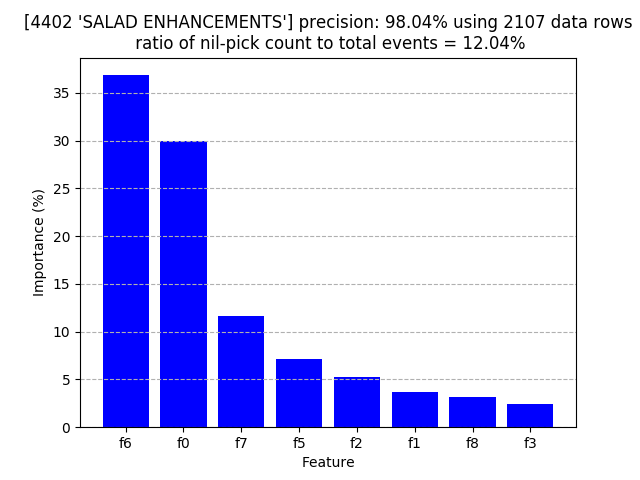 [4402 'SALAD ENHANCEMENTS'] precision: 98.04% using 2107 data rows
ratio of nil-pick count to total events = 12.04%
Importance (%)
35
30
25
20
15
10
5
0
f6 f0 f7 f5 f2 f1 f8 f3
Feature